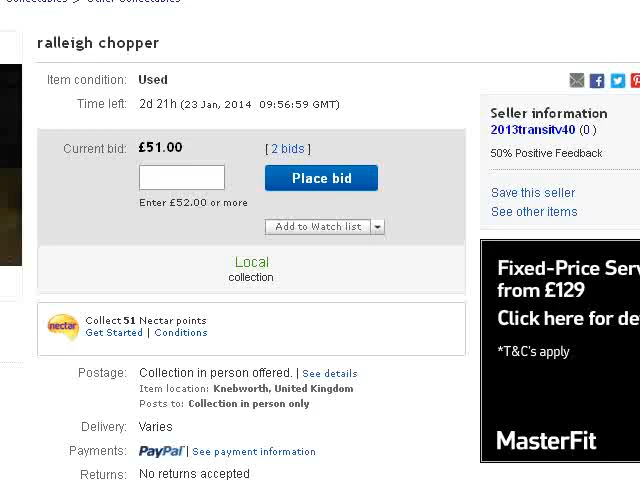 ralleigh chopper
Item condition: Used
Time left: 2d 21h (23 Jan, 2014 09:56:59 GMT)
Current bid: £51.00 [ 2 bids ]
Place bid
Enter £52.00 or more
Add to Watch list
Local
collection
nectar
Collect 51 Nectar points
Get Started | Conditions
Postage: Collection in person offered. | See details
Item location: Knebworth, United Kingdom
Posts to: Collection in person only
Delivery: Varies
Payments: PayPal | See payment information
Returns: No returns accepted
Seller information
2013transitv40 (0 )
50% Positive Feedback
Save this seller
See other items
Fixed-Price Serv
from £129
Click here for de
*T&C's apply
MasterFit